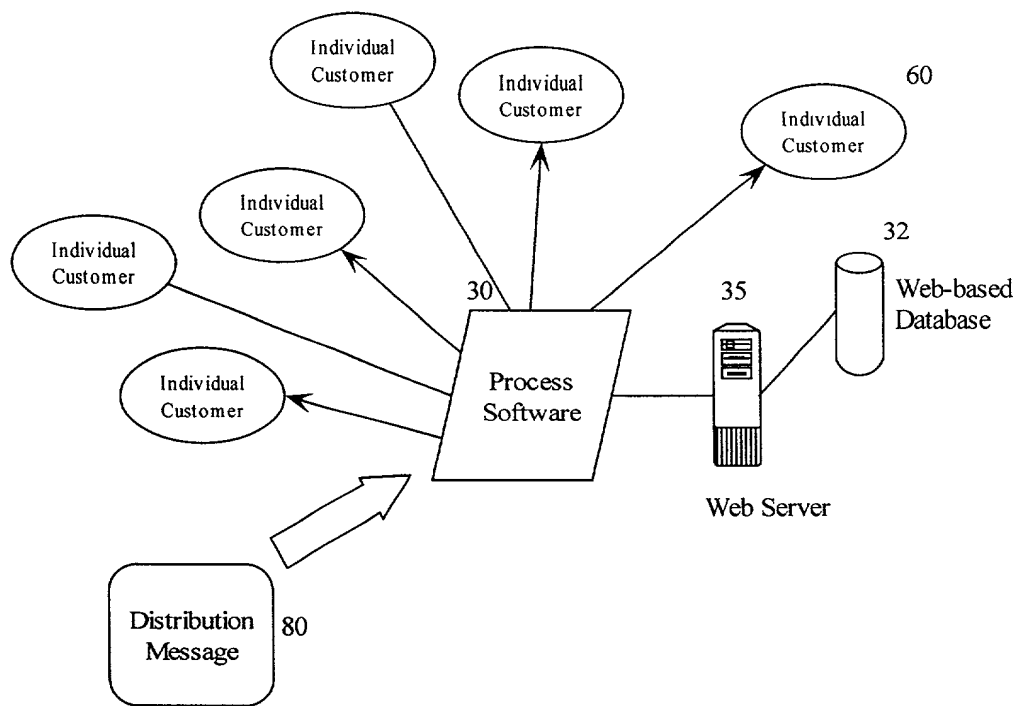 Individual
Customer
Individual
Customer
60
Individual
Customer
Individual
Customer
32
Individual
Customer
30
35
Web-based
Database
Process
Software
Individual
Customer
Web Server
Distribution
Message
80